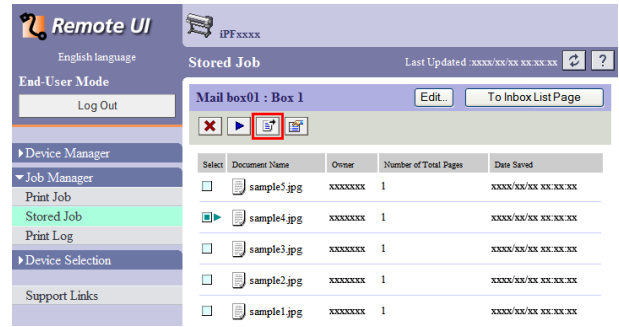 Remote UI
iPFxxxx
English language
Stored Job
Last Updated :xxxx/xx/xx xx:xx:xx
?
End-User Mode
Log Out
Mail box01 : Box 1
Edit...
To Inbox List Page
Device Manager
Job Manager
Print Job
Stored Job
Print Log
Device Selection
Support Links
Select Document Name Owner Number of Total Pages Date Saved
sample5.jpg xxxxxxx 1 xxxx/xx/xx xx:xx:xx
sample4.jpg xxxxxxx 1 xxxx/xx/xx xx:xx:xx
sample3.jpg xxxxxxx 1 xxxx/xx/xx xx:xx:xx
sample2.jpg xxxxxxx 1 xxxx/xx/xx xx:xx:xx
sample1.jpg xxxxxxx 1 xxxx/xx/xx xx:xx:xx